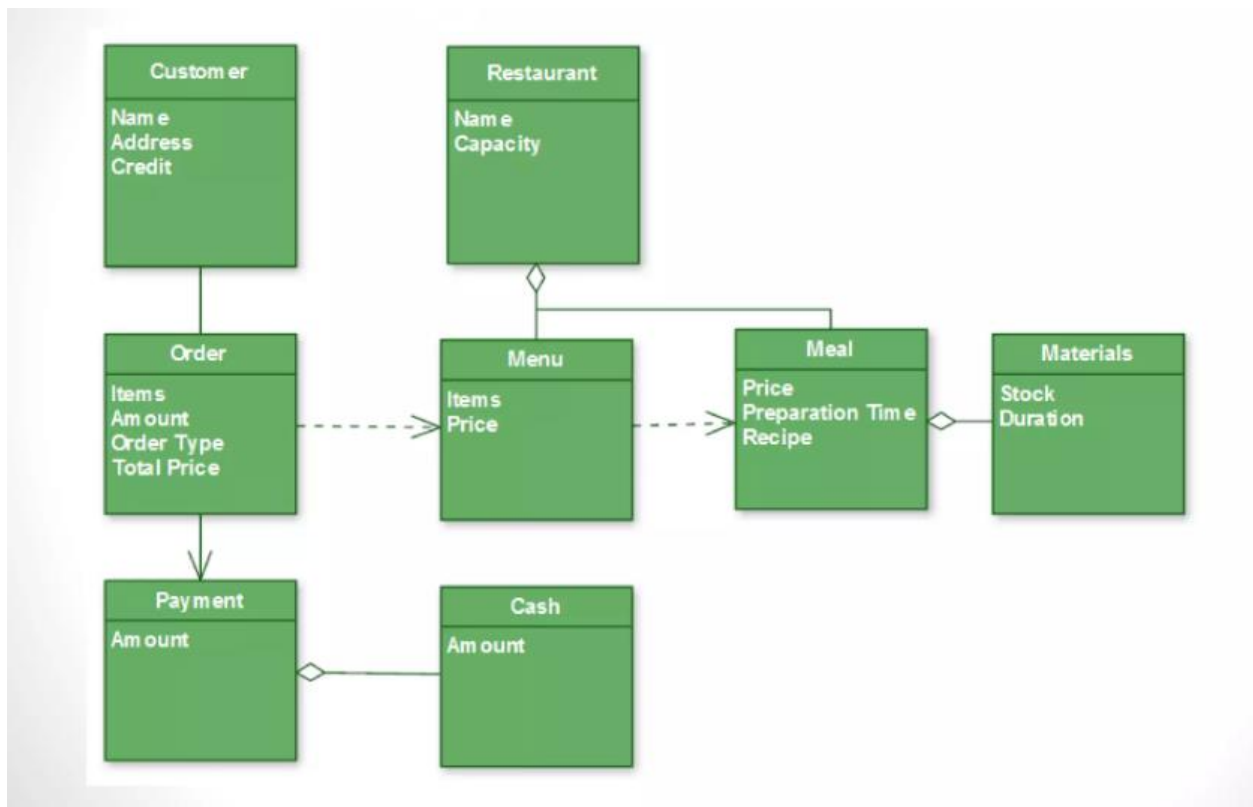 Customer
Name
Address
Credit
Restaurant
Name
Capacity
Order
Items
Amount
Order Type
Total Price
Menu
Items
Price
Meal
Price
Preparation Time
Recipe
Materials
Stock
Duration
Payment
Amount
Cash
Amount